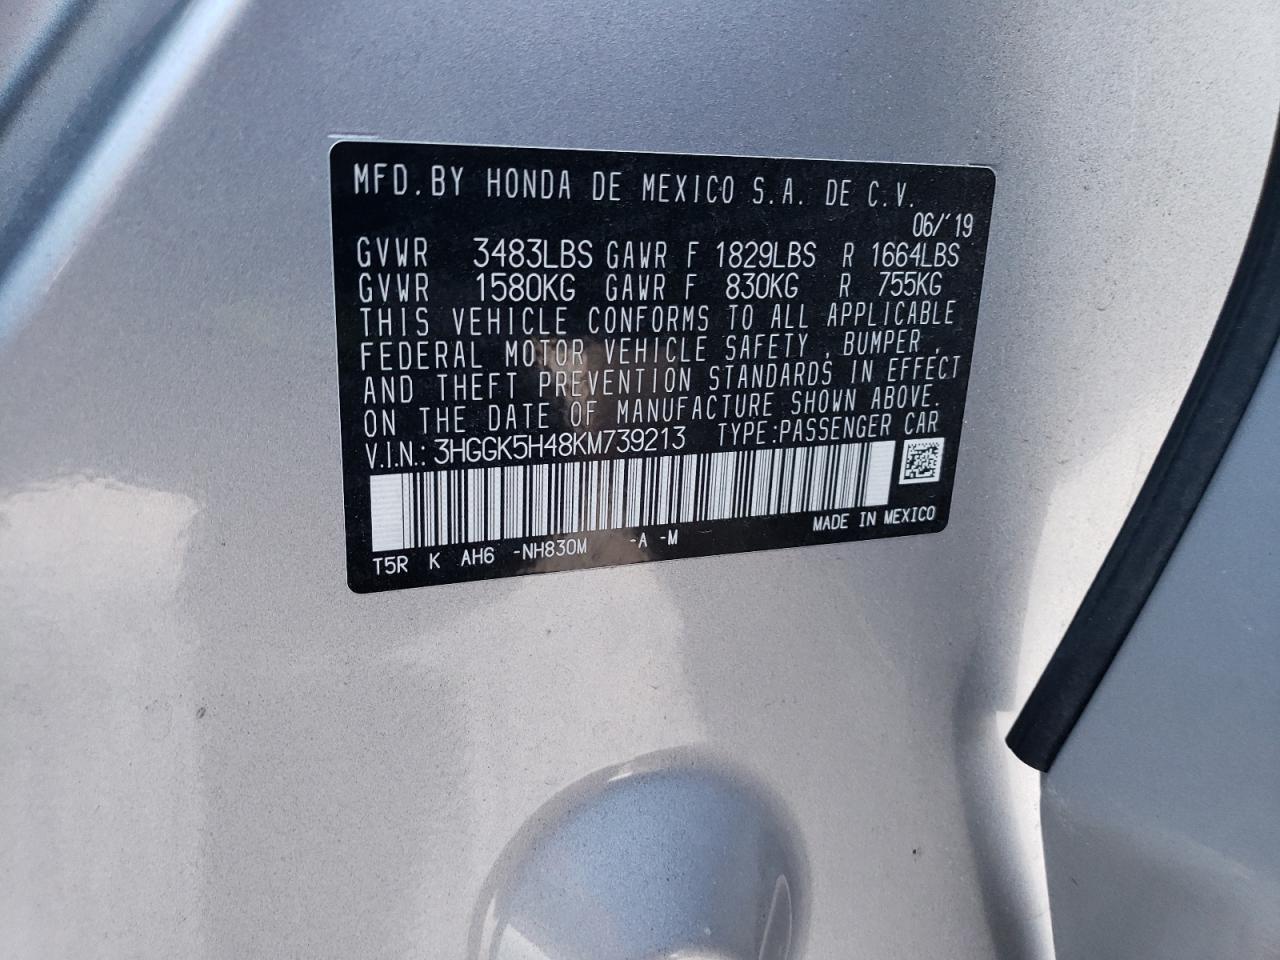 MFD.BY HONDA DE MEXICO S.A. DE C.V.
06/'19
GVWR 3483LBS GAWR F 1829LBS R 1664LBS
GVWR 1580KG GAWR F 830KG R 755KG
THIS VEHICLE CONFORMS TO ALL APPLICABLE
FEDERAL MOTOR VEHICLE SAFETY , BUMPER ,
AND THEFT PREVENTION STANDARDS IN EFFECT
ON THE DATE OF MANUFACTURE SHOWN ABOVE.
V.I.N.: 3HGGK5H48KM739213 TYPE:PASSENGER CAR
MADE IN MEXICO
T5R K AH6 -NH830M -A -M